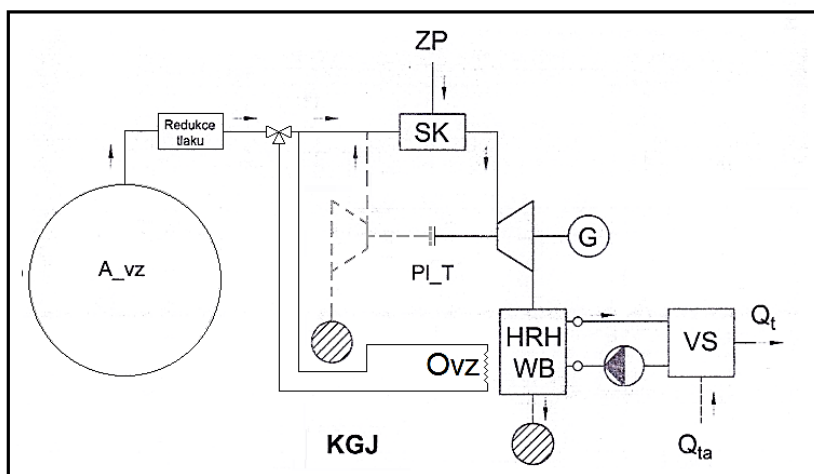 ZP
Redukce
tlaku
SK
A_vz
Pl_T
G
HRH
WB
VS
Qt
Ovz
KGJ
Qta